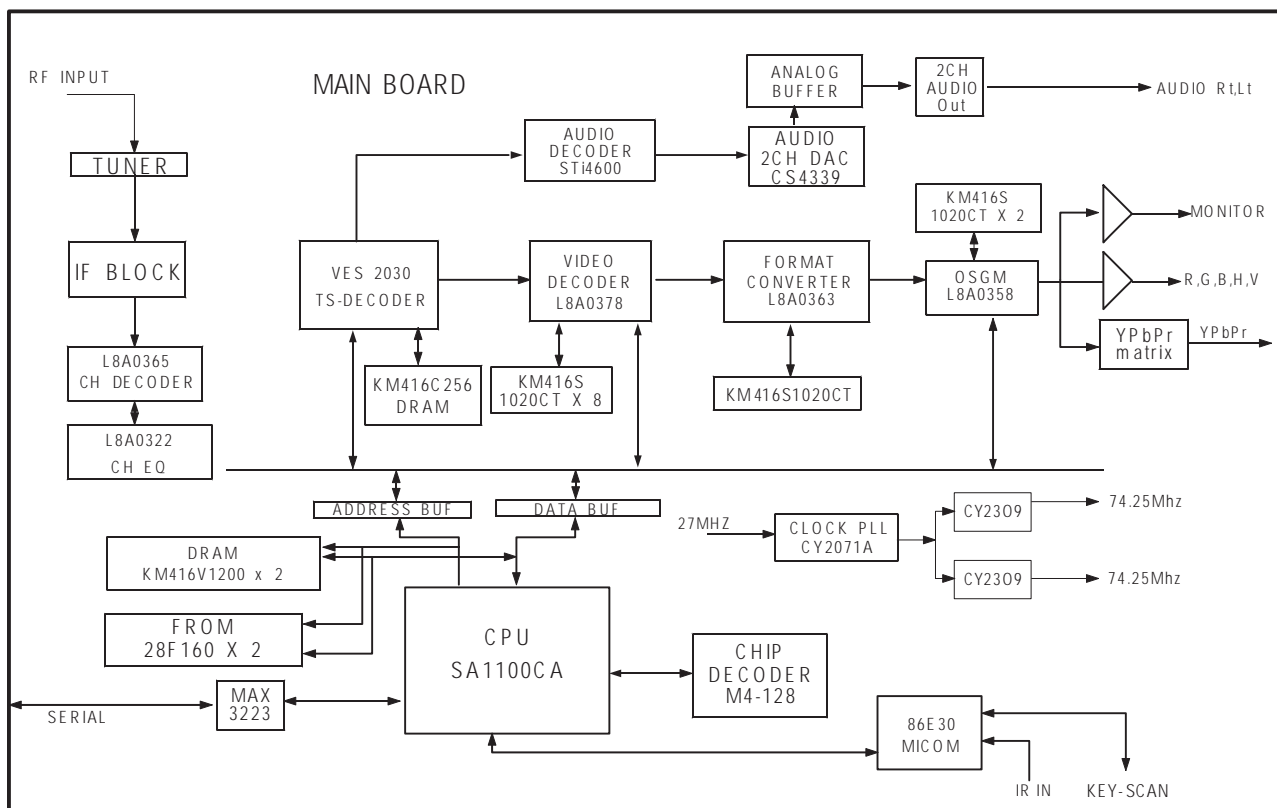 RF INPUT
MAIN BOARD
TUNER
IF BLOCK
L8A0365
CH DECODER
L8A0322
CH EQ
AUDIO
DECODER
STi4600
ANALOG
BUFFER
AUDIO
2CH DAC
CS4339
2CH
AUDIO
Out
AUDIO Rt,Lt
VES 2030
TS-DECODER
KM416C256
DRAM
VIDEO
DECODER
L8A0378
KM416S
1020CT X 8
FORMAT
CONVERTER
L8A0363
KM416S1020CT
KM416S
1020CT X 2
OSGM
L8A0358
MONITOR
R,G,B,H,V
YPbPr
matrix
YPbPr
ADDRESS BUF
DATA BUF
DRAM
KM416V1200 x 2
FROM
28F160 X 2
CPU
SA1100CA
MAX
3223
SERIAL
CHIP
DECODER
M4-128
27MHZ
CLOCK PLL
CY2071A
CY23O9
74.25Mhz
CY23O9
74.25Mhz
86E30
MICOM
IR IN
KEY-SCAN